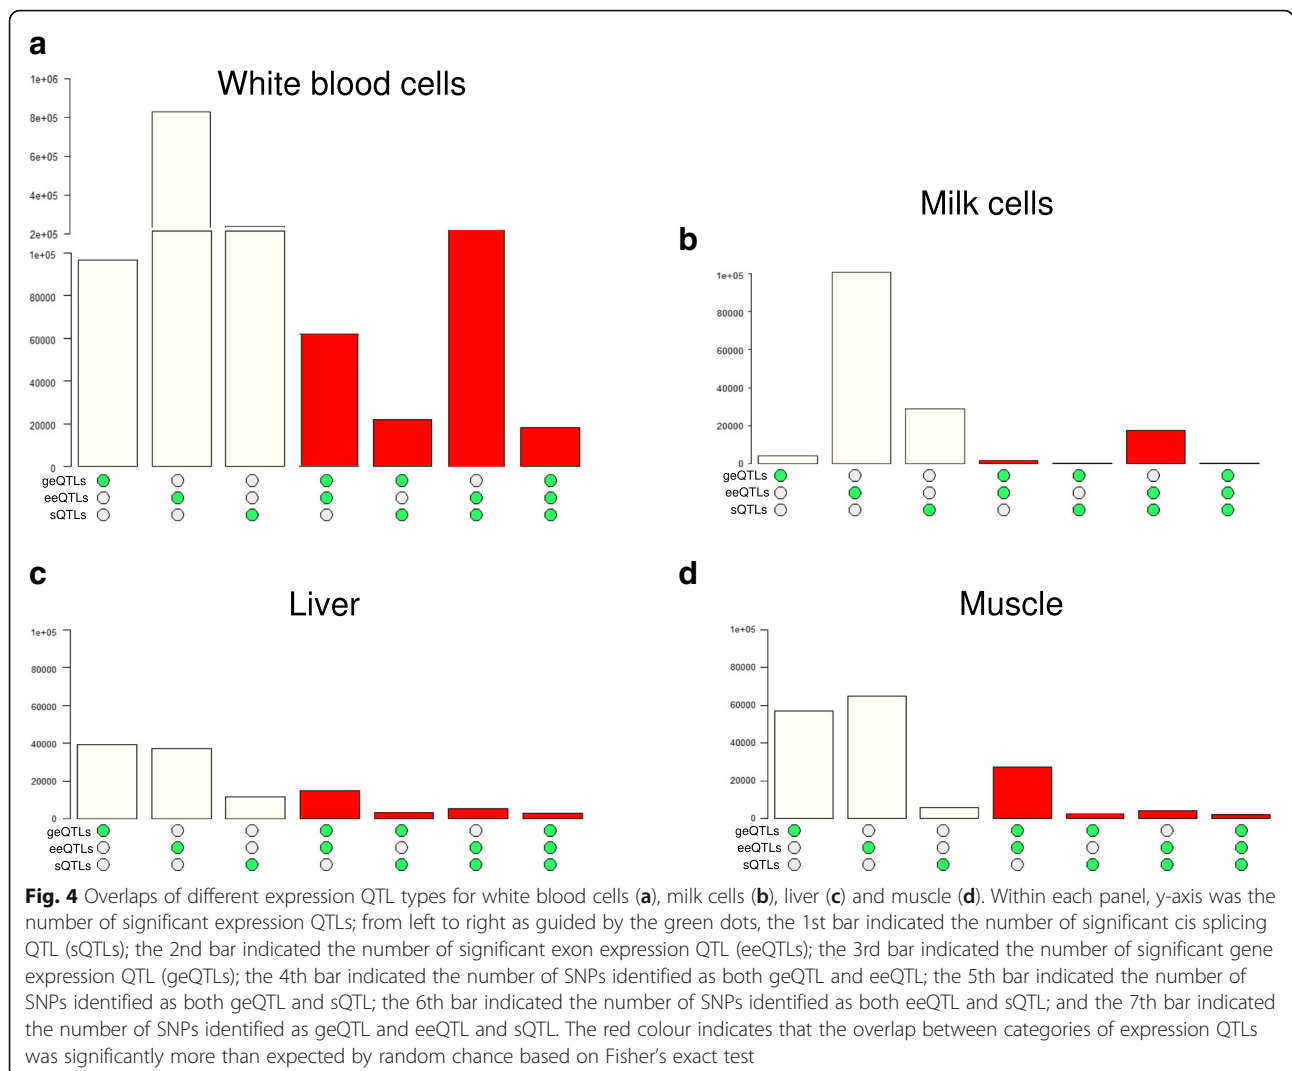 a
White blood cells
1e+06
8e+05
6e+05
4e+05
2e+05
1e+05
80000
60000
40000
20000
0
geQTLs
eeQTLs
sQTLs
Milk cells
b
1e+05
80000
60000
40000
20000
0
geQTLs
eeQTLs
sQTLs
c
Liver
1e+05
80000
60000
40000
20000
0
geQTLs
eeQTLs
sQTLs
d
Muscle
1e+05
80000
60000
40000
20000
0
geQTLs
eeQTLs
sQTLs
Fig. 4 Overlaps of different expression QTL types for white blood cells (a), milk cells (b), liver (c) and muscle (d). Within each panel, y-axis was the
number of significant expression QTLs; from left to right as guided by the green dots, the 1st bar indicated the number of significant cis splicing
QTL (sQTLs); the 2nd bar indicated the number of significant exon expression QTL (eeQTLs); the 3rd bar indicated the number of significant gene
expression QTL (geQTLs); the 4th bar indicated the number of SNPs identified as both geQTL and eeQTL; the 5th bar indicated the number of
SNPs identified as both geQTL and sQTL; the 6th bar indicated the number of SNPs identified as both eeQTL and sQTL; and the 7th bar indicated
the number of SNPs identified as geQTL and eeQTL and sQTL. The red colour indicates that the overlap between categories of expression QTLs
was significantly more than expected by random chance based on Fisher's exact test